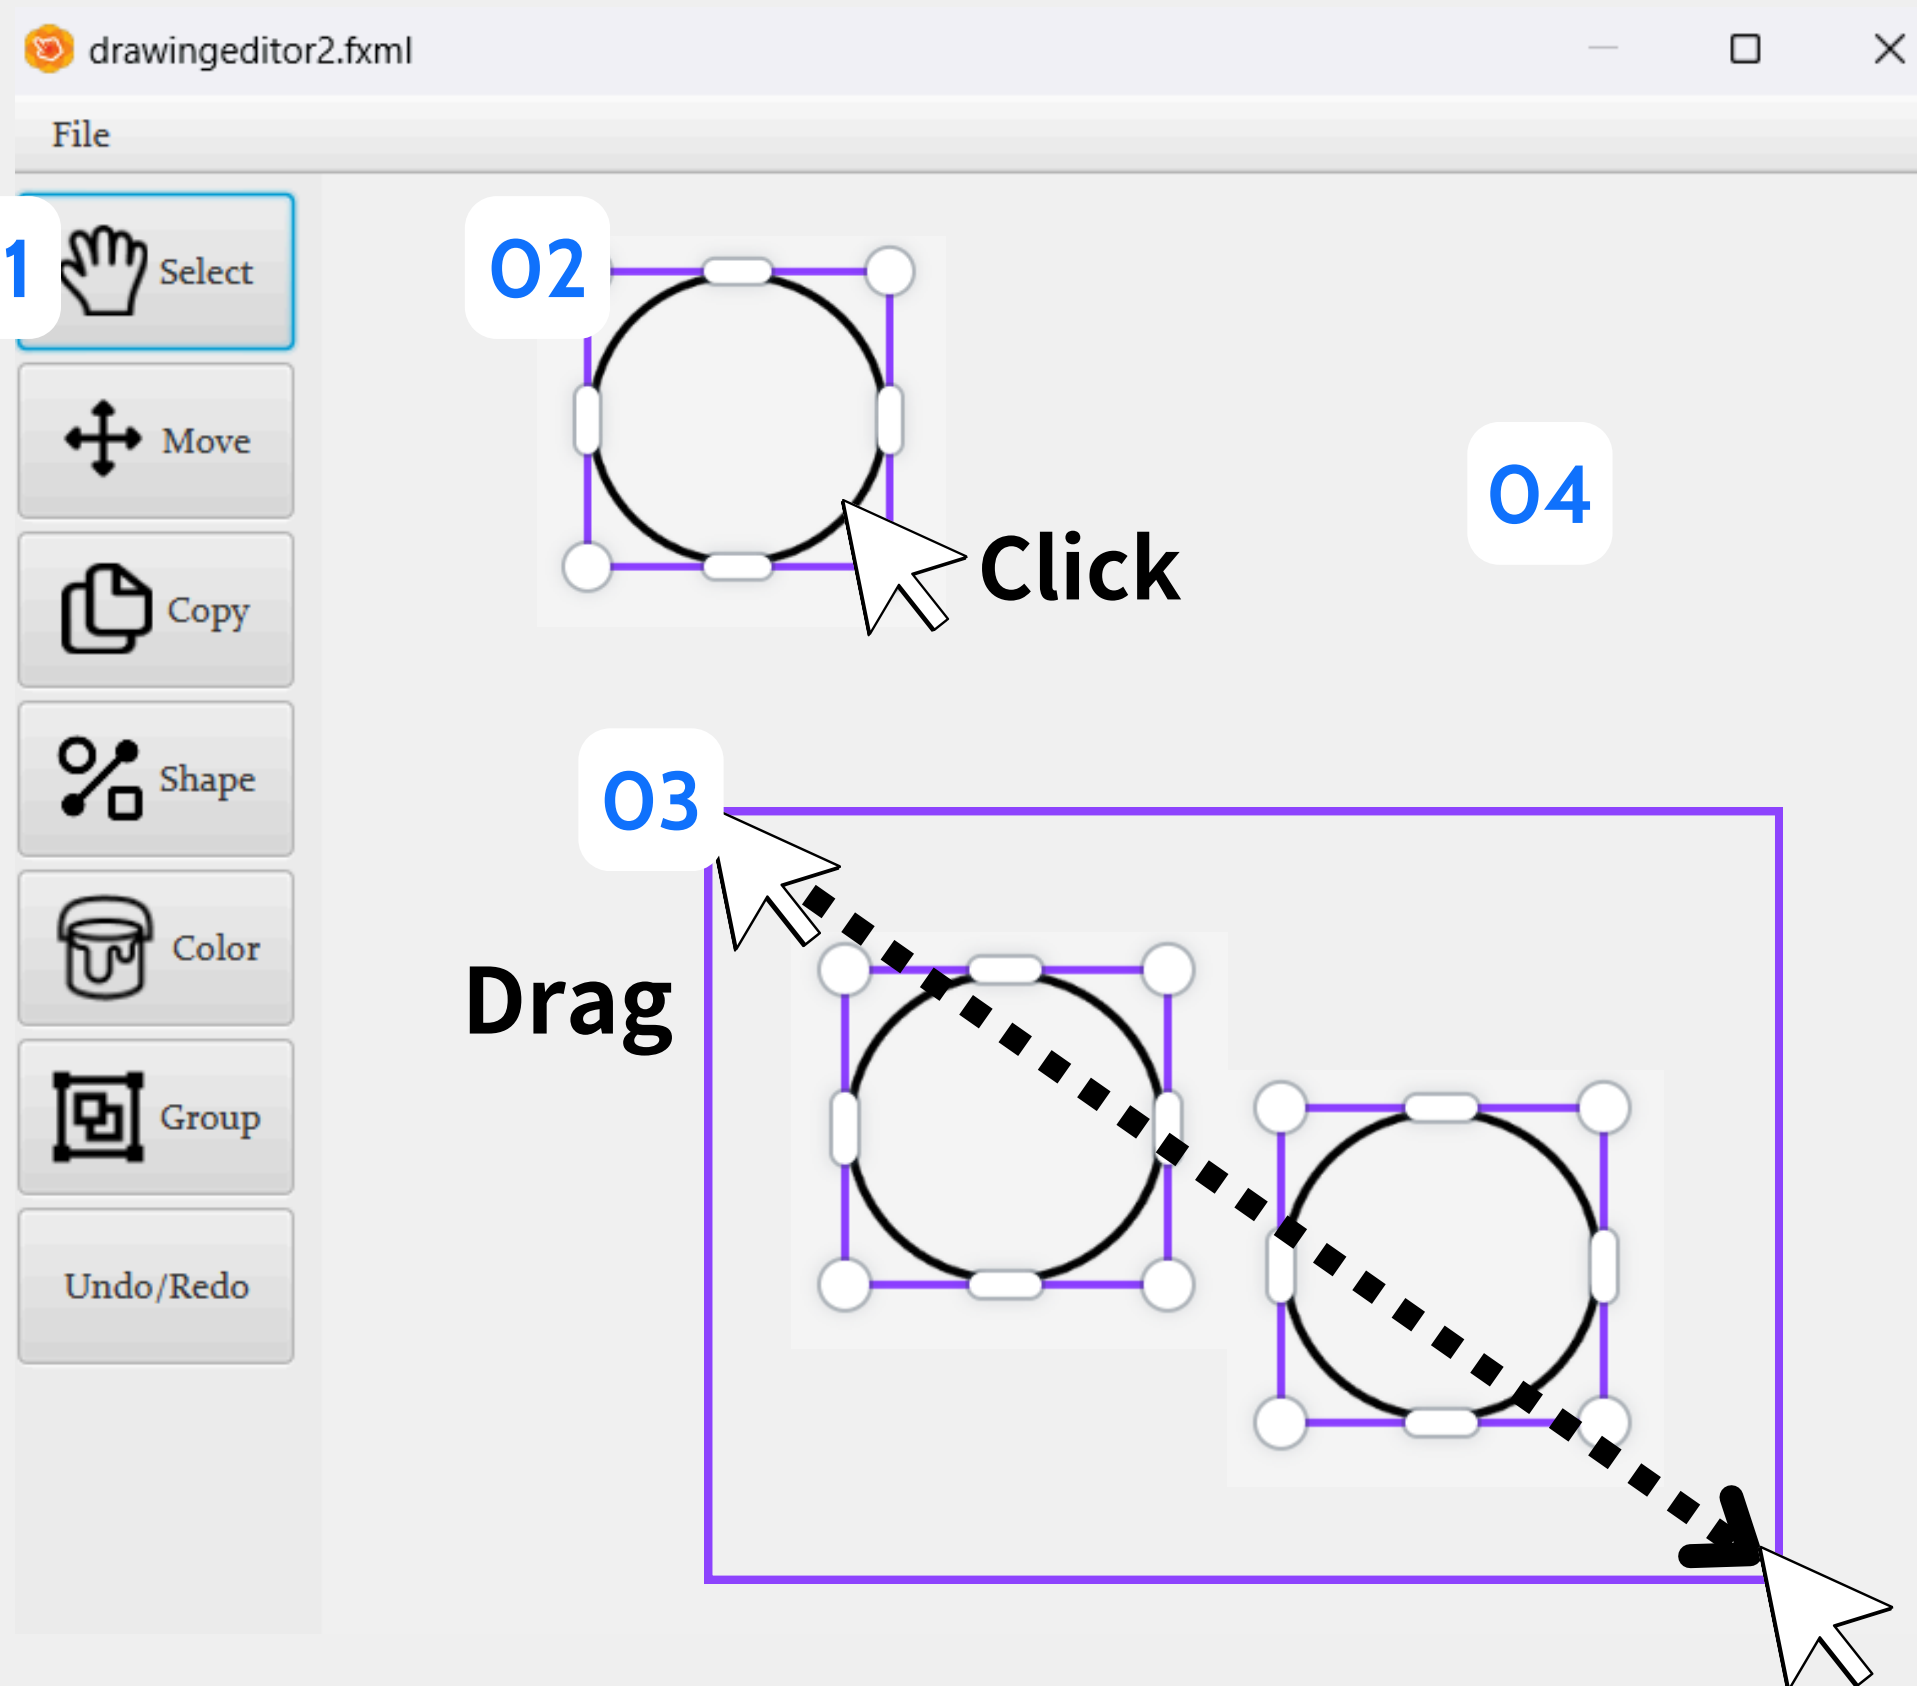 drawingeditor2.fxml
File
1
Select
02
Move
04
Click
Copy
Shape
03
Color
Drag
Group
Undo/Redo